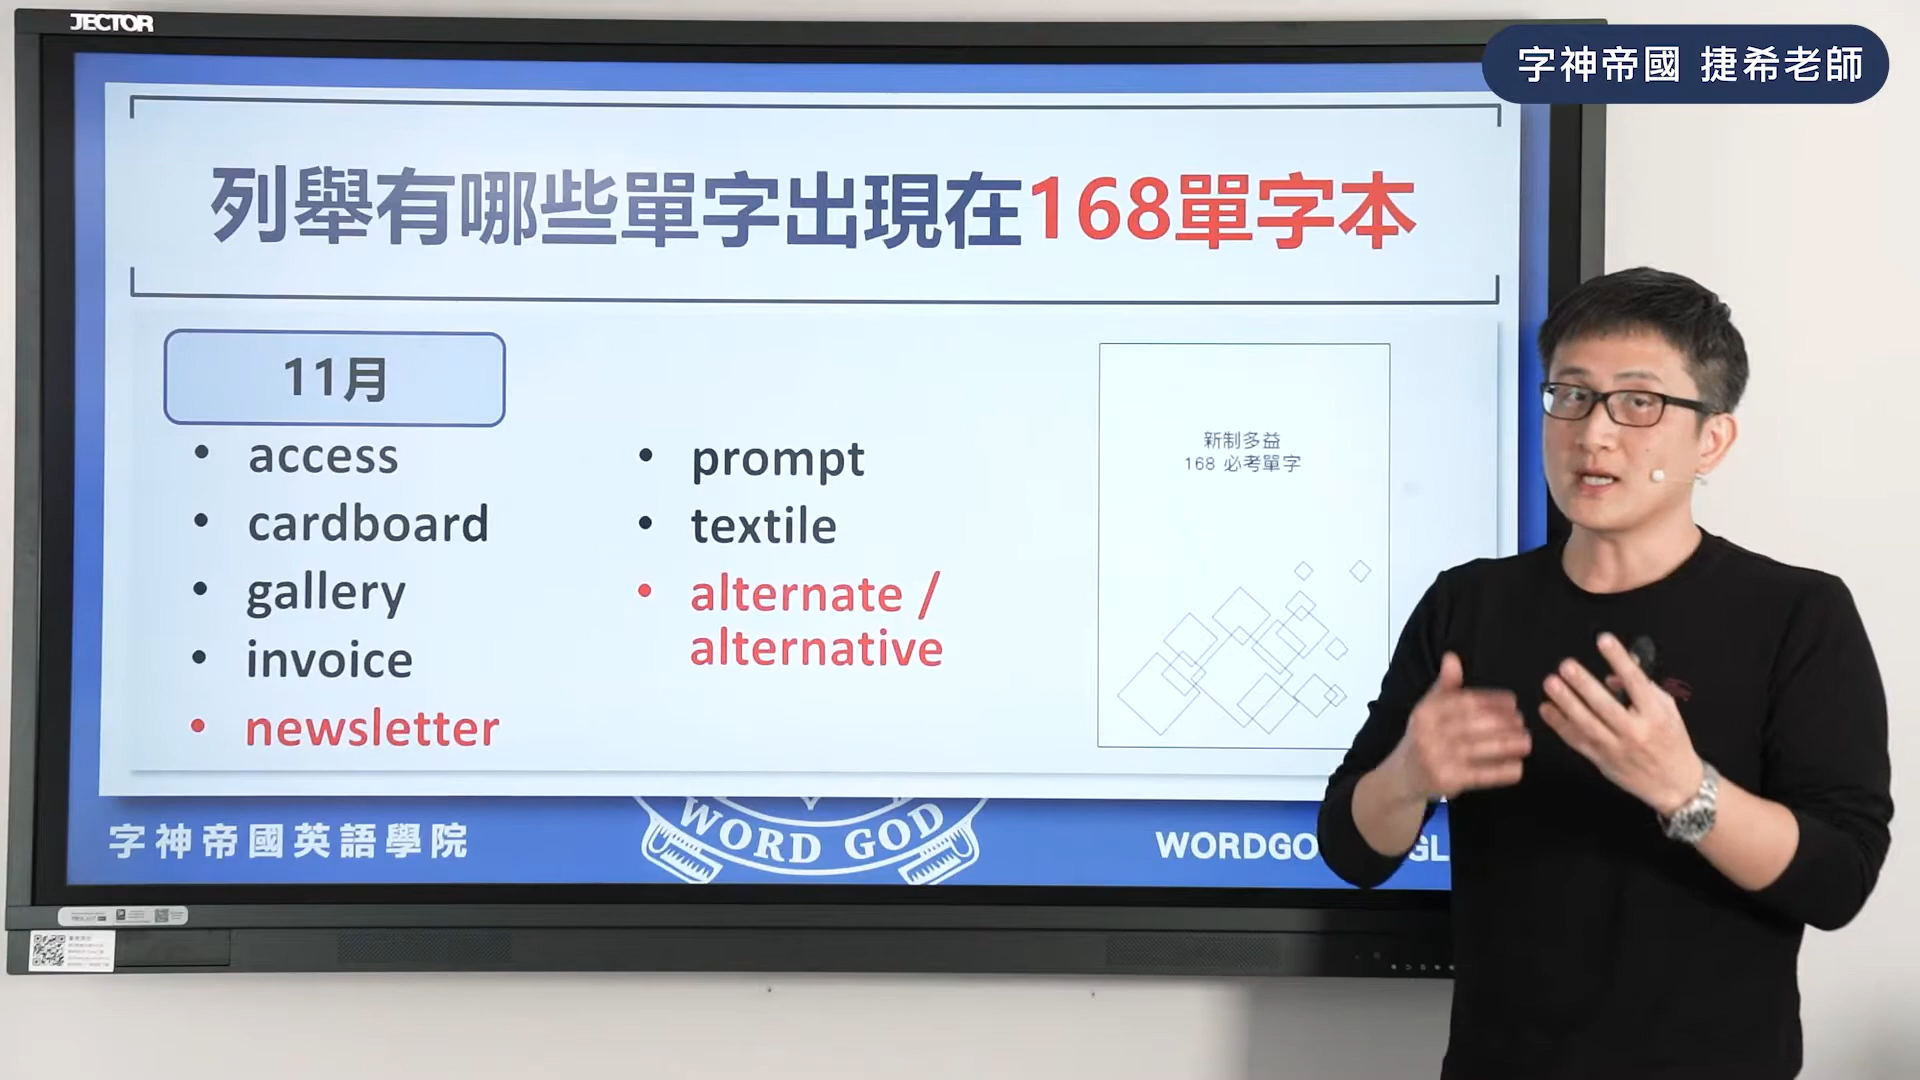 JECTOR
字神帝國 捷希老師
列舉有哪些單字出現在168單字本
11月
• access
• cardboard
• gallery
• invoice
• newsletter
• prompt
• textile
• alternate /
alternative
新制多益
168 必考單字
字神帝國英語學院
WORD GOD
WORDGO GL